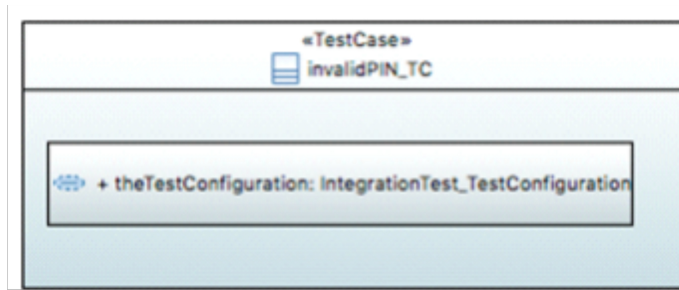 «TestCase»
invalidPIN_TC
+ theTestConfiguration: IntegrationTest_TestConfiguration